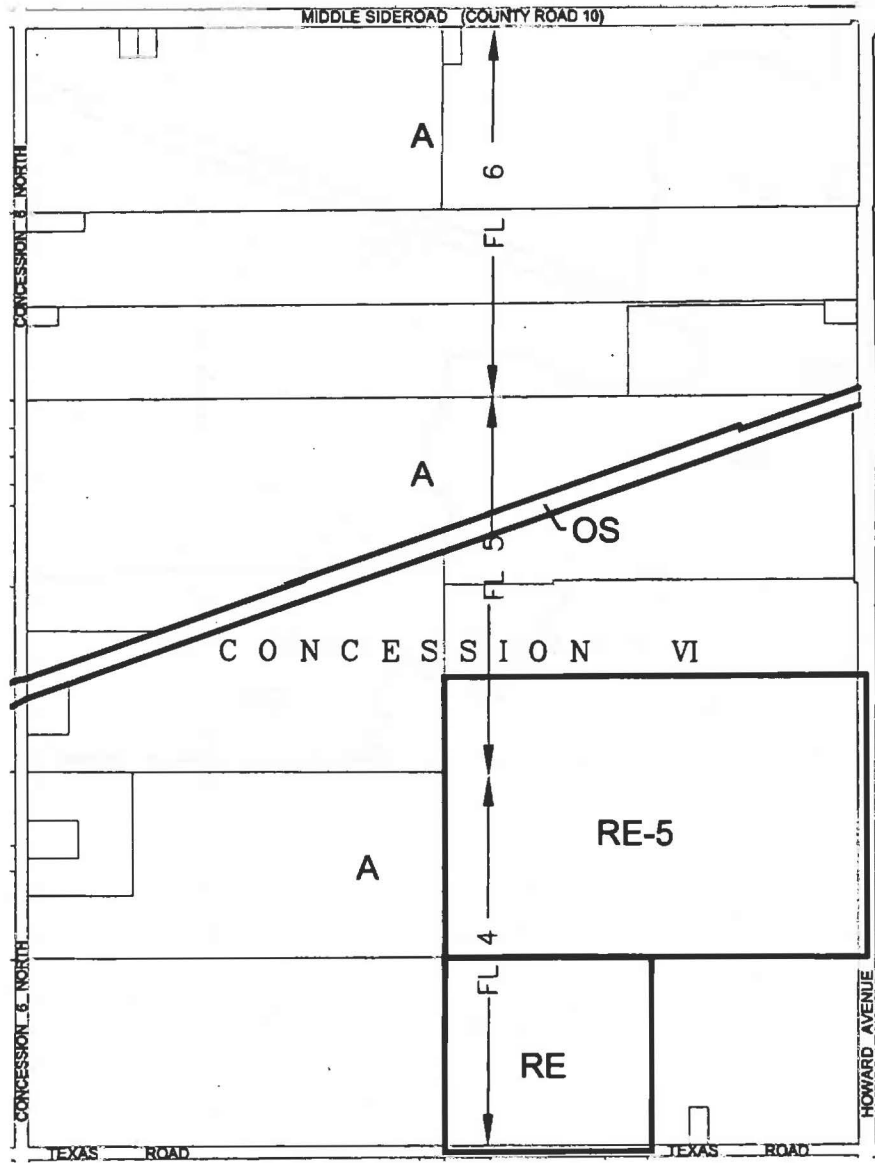 MIDDLE SIDEROAD (COUNTY ROAD 10)
CONCESSION 6 NORTH
A
6
FL
A
OS
5
FL
CONCESSION VI
RE-5
A
4
FL
RE
CONCESSION 6 NORTH
HOWARD AVENUE
TEXAS ROAD
TEXAS ROAD